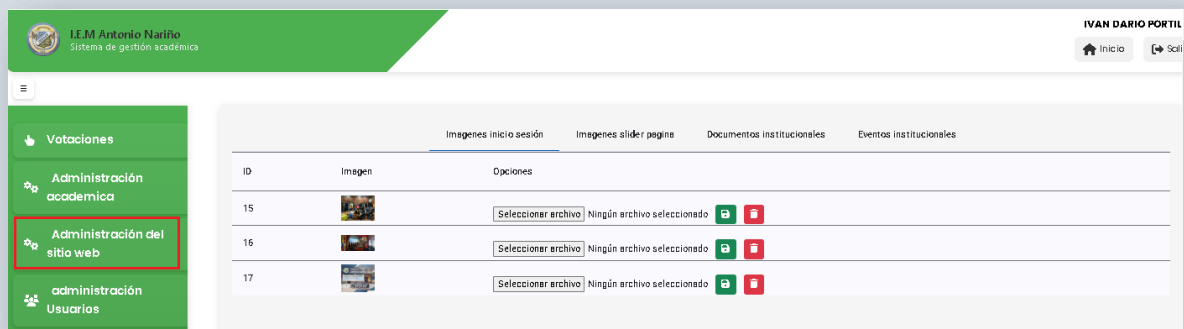 I.E.M Antonio Nariño
Sistema de gestión académica
IVAN DARIO PORTIL
Inicio
Sali
Votaciones
Administración
academica
Administración del
sitio web
administración
Usuarios
Imagenes inicio sesión Imagenes slider pagina Documentos institucionales Eventos institucionales
ID Imagen Opciones
15 Seleccionar archivo Ningún archivo seleccionado
16 Seleccionar archivo Ningún archivo seleccionado
17 Seleccionar archivo Ningún archivo seleccionado